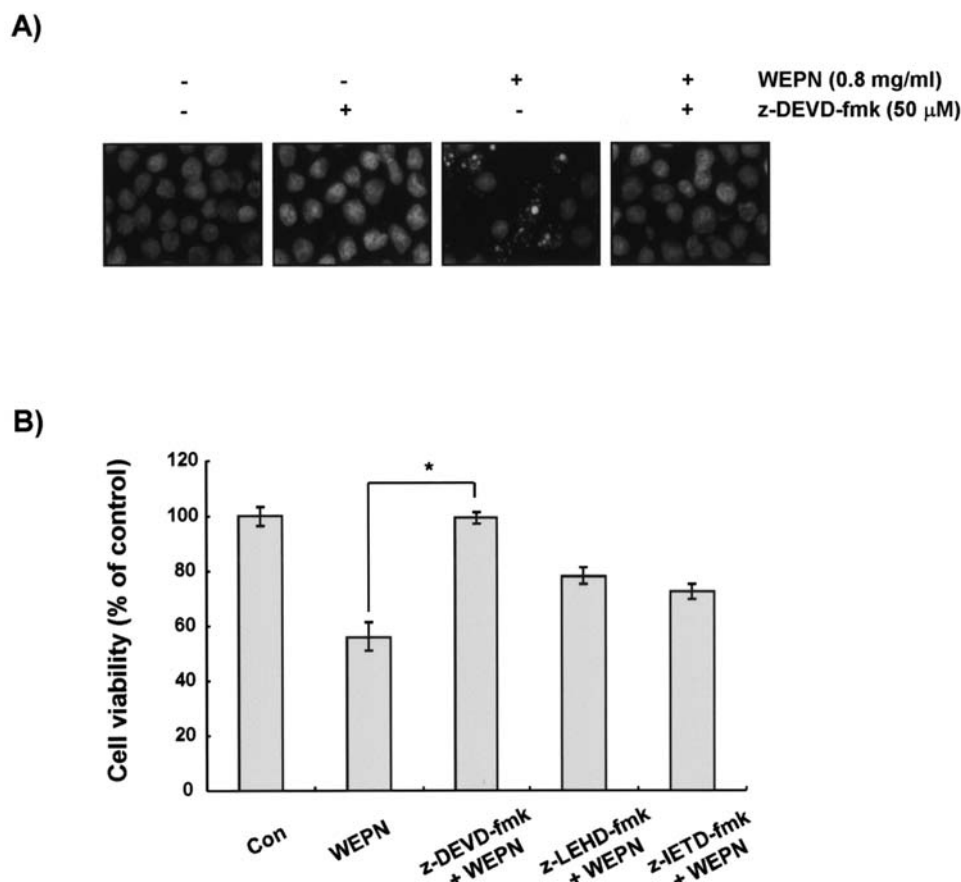 A)
- - + + WEPN (0.8 mg/ml)
- + - + z-DEVD-fmk (50 μM)
B)
Cell viability (% of control)
120
100
80
60
40
20
0
*
Con
WEPN
z-DEVD-fmk
+ WEPN
z-LEHD-fmk
+ WEPN
z-IETD-fmk
+ WEPN